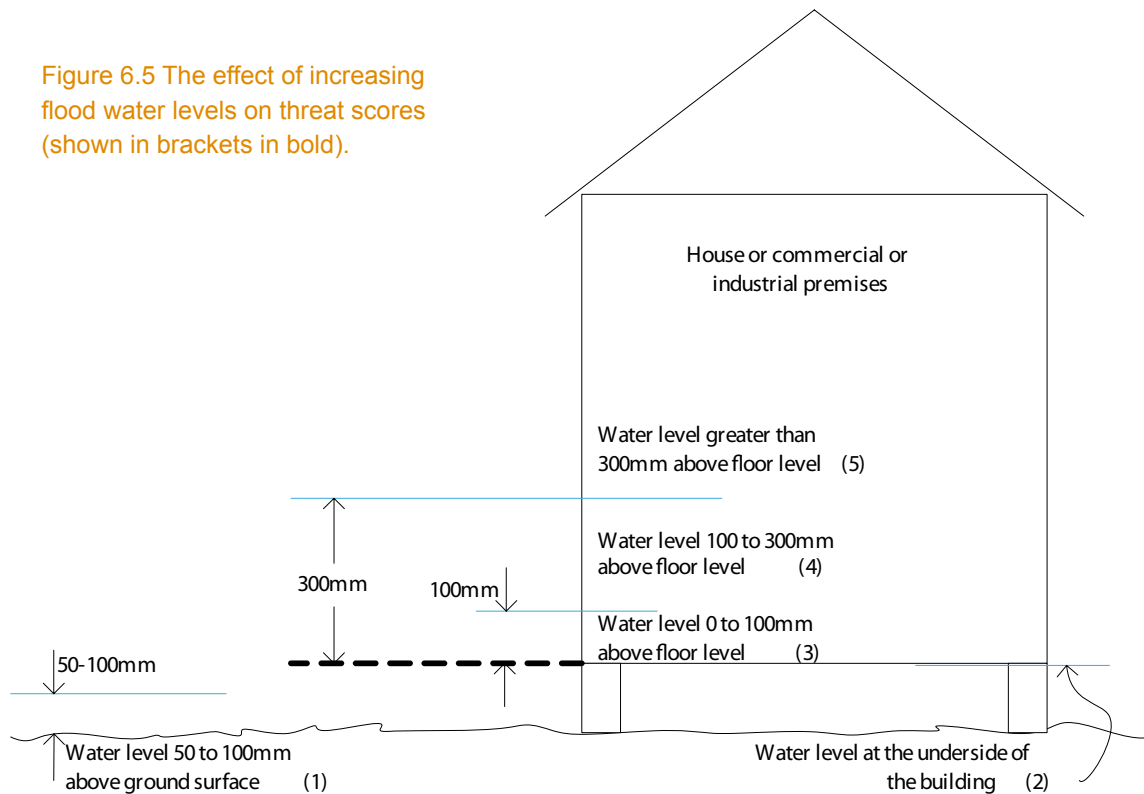 Figure 6.5 The effect of increasing
flood water levels on threat scores
(shown in brackets in bold).
House or commercial or
industrial premises
Water level greater than
300mm above floor level (5)
Water level 100 to 300mm
above floor level (4)
300mm
100mm
Water level 0 to 100mm
above floor level (3)
50-100mm
Water level 50 to 100mm
above ground surface (1)
Water level at the underside of
the building (2)